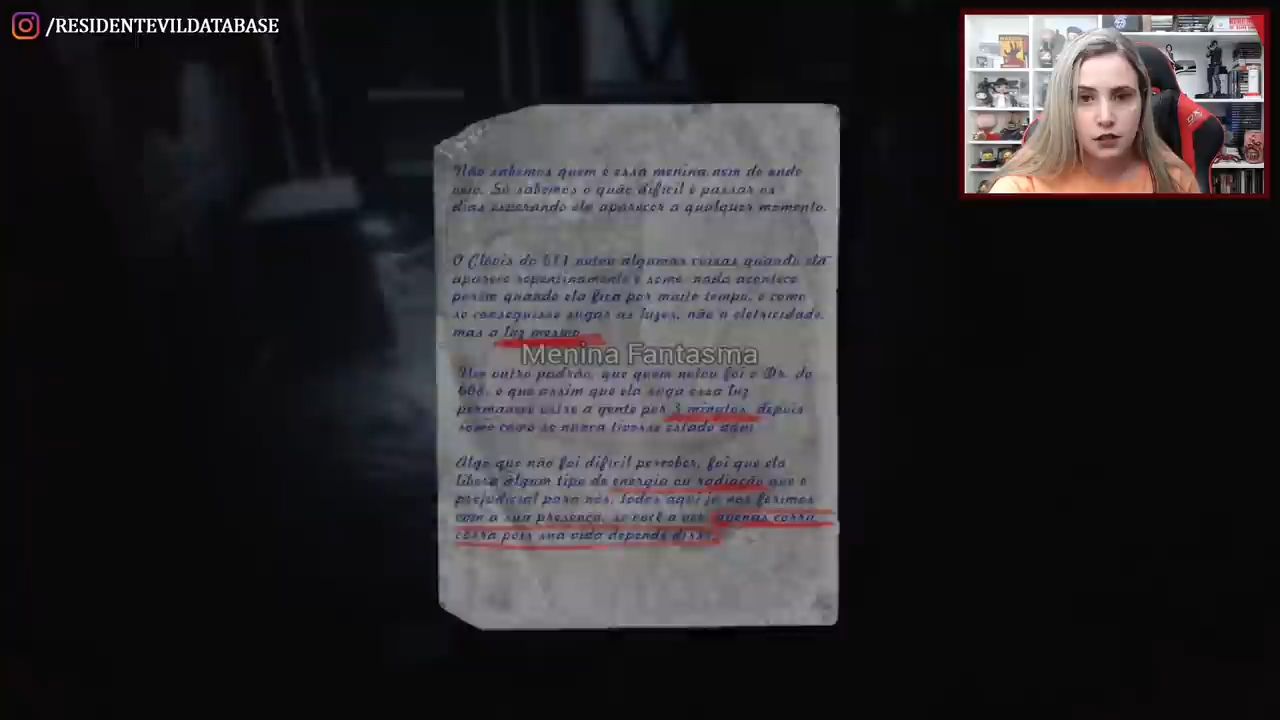 /RESIDENTEVILDATABASE
Não sabemos quem é essa menina nem de onde
veio. Só sabemos o quão difícil é passar os
dias esperando ela aparecer a qualquer momento.
O Clovis do 611 notou algumas coisas quando ela
aparece repentinamente e some, nada acontece
porém quando ela fica por muito tempo, é como
se conseguisse sugar as luzes, não a eletricidade,
mas a luz mesmo
Menina Fantasma
Um outro padrão, que quem notou foi o Dr. do
608, é que assim que ela suga essa luz
permanece entre a gente por 3 minutos, depois
some como se nunca tivesse estado aqui
Algo que não foi difícil perceber, foi que ela
libera algum tipo de energia ou radiação que é
prejudicial para nós, todos aqui já nos ferimos
com a sua presença, se você a ver, apenas corra,
corra pois sua vida depende disso.